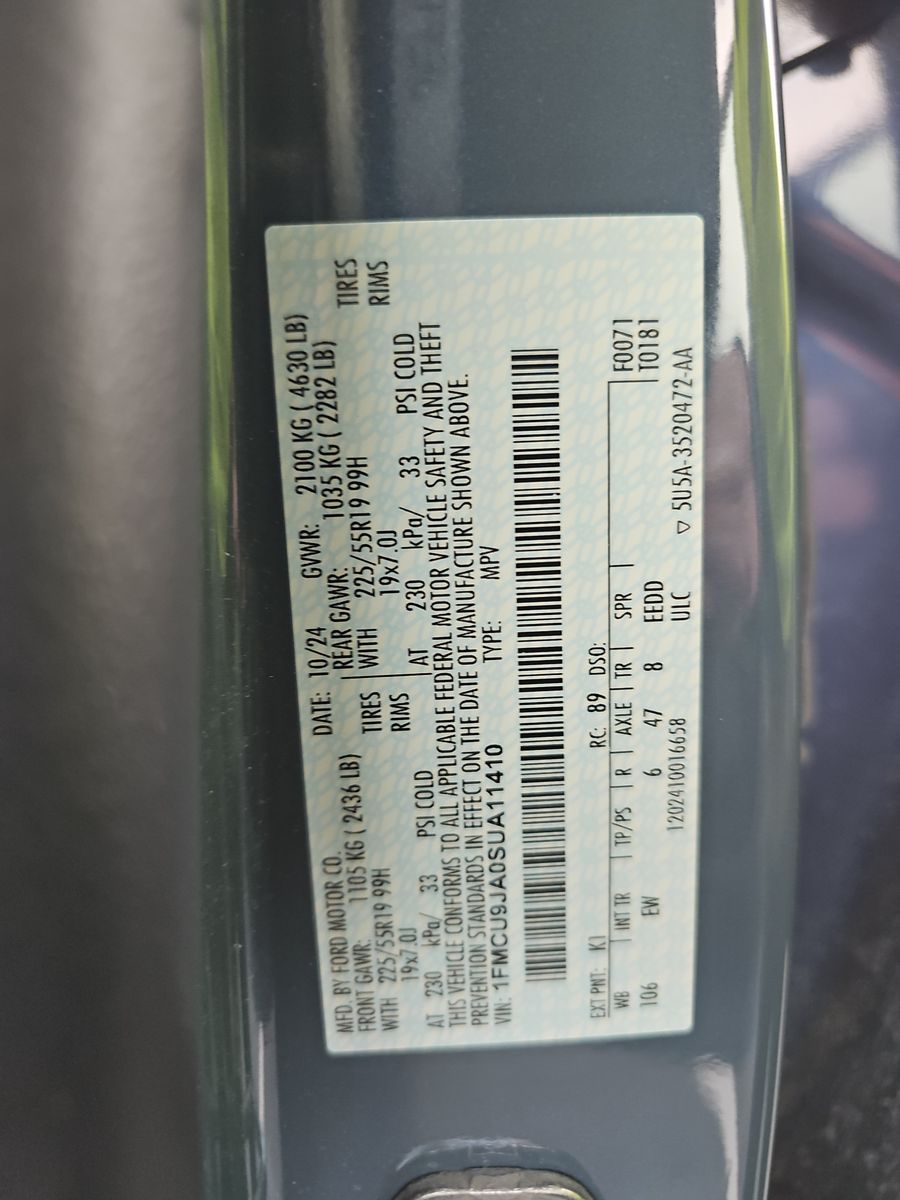 MFD. BY FORD MOTOR CO. DATE: 10/24 GVWR: 2100 KG ( 4630 LB)
FRONT GAWR: 1105 KG ( 2436 LB) REAR GAWR: 1035 KG ( 2282 LB)
WITH 225/55R19 99H TIRES WITH 225/55R19 99H TIRES
19x7.0J RIMS 19x7.0J RIMS
AT 230 kPa/ 33 PSI COLD AT 230 kPa/ 33 PSI COLD
THIS VEHICLE CONFORMS TO ALL APPLICABLE FEDERAL MOTOR VEHICLE SAFETY AND THEFT
PREVENTION STANDARDS IN EFFECT ON THE DATE OF MANUFACTURE SHOWN ABOVE.
VIN: 1FMCU9JA0SUA11410 TYPE: MPV
EXT PNT: K1 RC: 89 DSO:
WB INT TR TP/PS R AXLE TR SPR F0071
106 EW 6 47 8 EEDD T0181
1202410016658 ULC ▽ 5U5A-3520472-AA